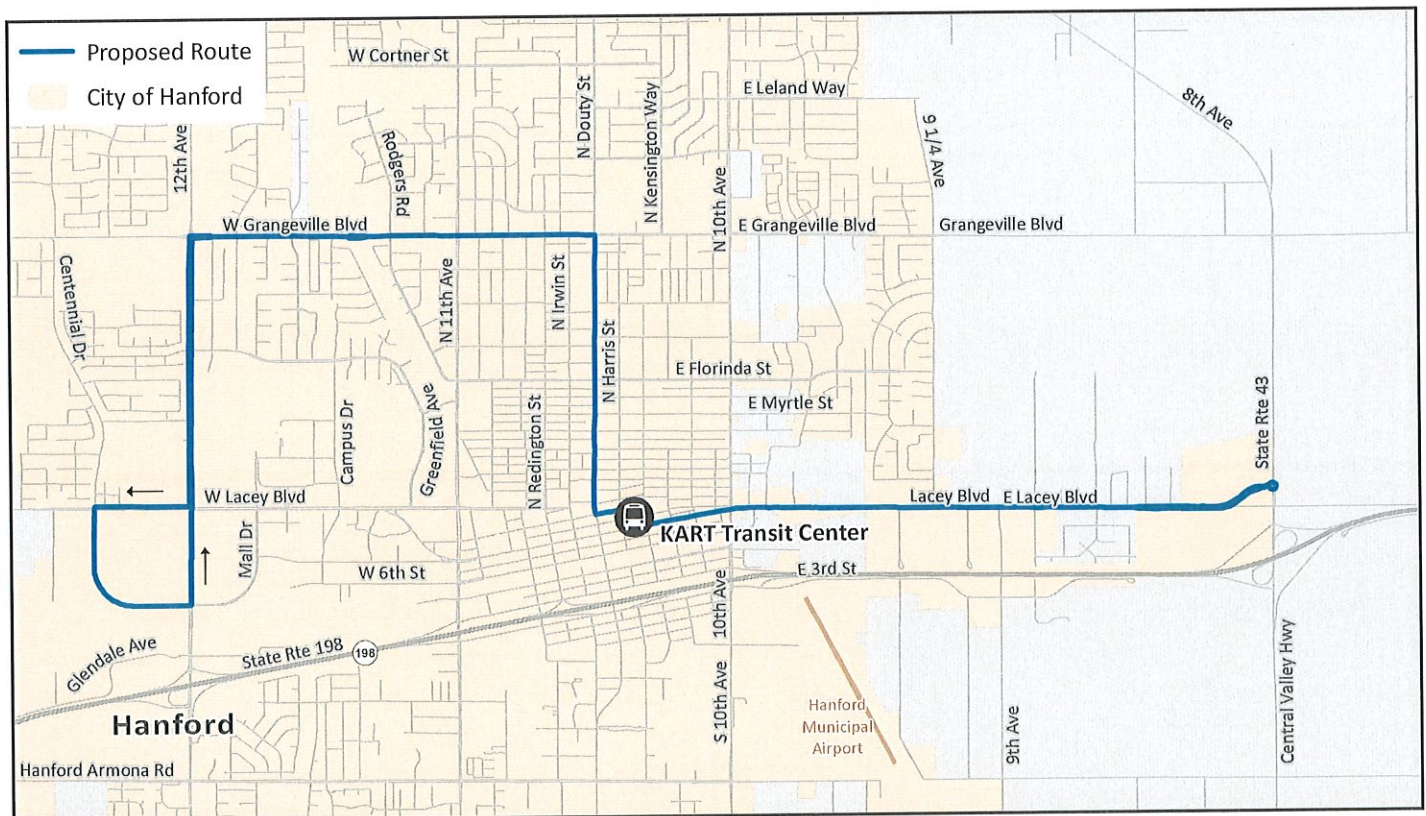 Proposed Route
City of Hanford
W Cortner St
N Douty St
N Kensington Way
E Leland Way
8th Ave
9 1/4 Ave
12th Ave
Rodgers Rd
N 10th Ave
W Grangeville Blvd
E Grangeville Blvd
Grangeville Blvd
Centennial Dr
N 11th Ave
N Irwin St
N Harris St
E Florinda St
E Myrtle St
Campus Dr
Greenfield Ave
N Redington St
State Rte 43
W Lacey Blvd
Lacey Blvd
E Lacey Blvd
KART Transit Center
Mall Dr
W 6th St
E 3rd St
10th Ave
Glendale Ave
State Rte 198
198
Central Valley Hwy
Hanford
S 10th Ave
Hanford
Municipal
Airport
9th Ave
Hanford Armona Rd